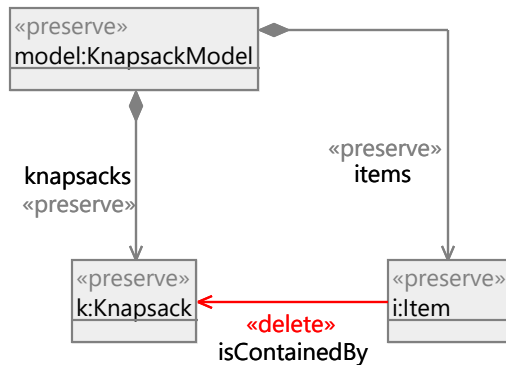 «preserve»
model:KnapsackModel
«preserve»
items
knapsacks
«preserve»
«preserve»
k:Knapsack
«preserve»
i:Item
«delete»
isContainedBy